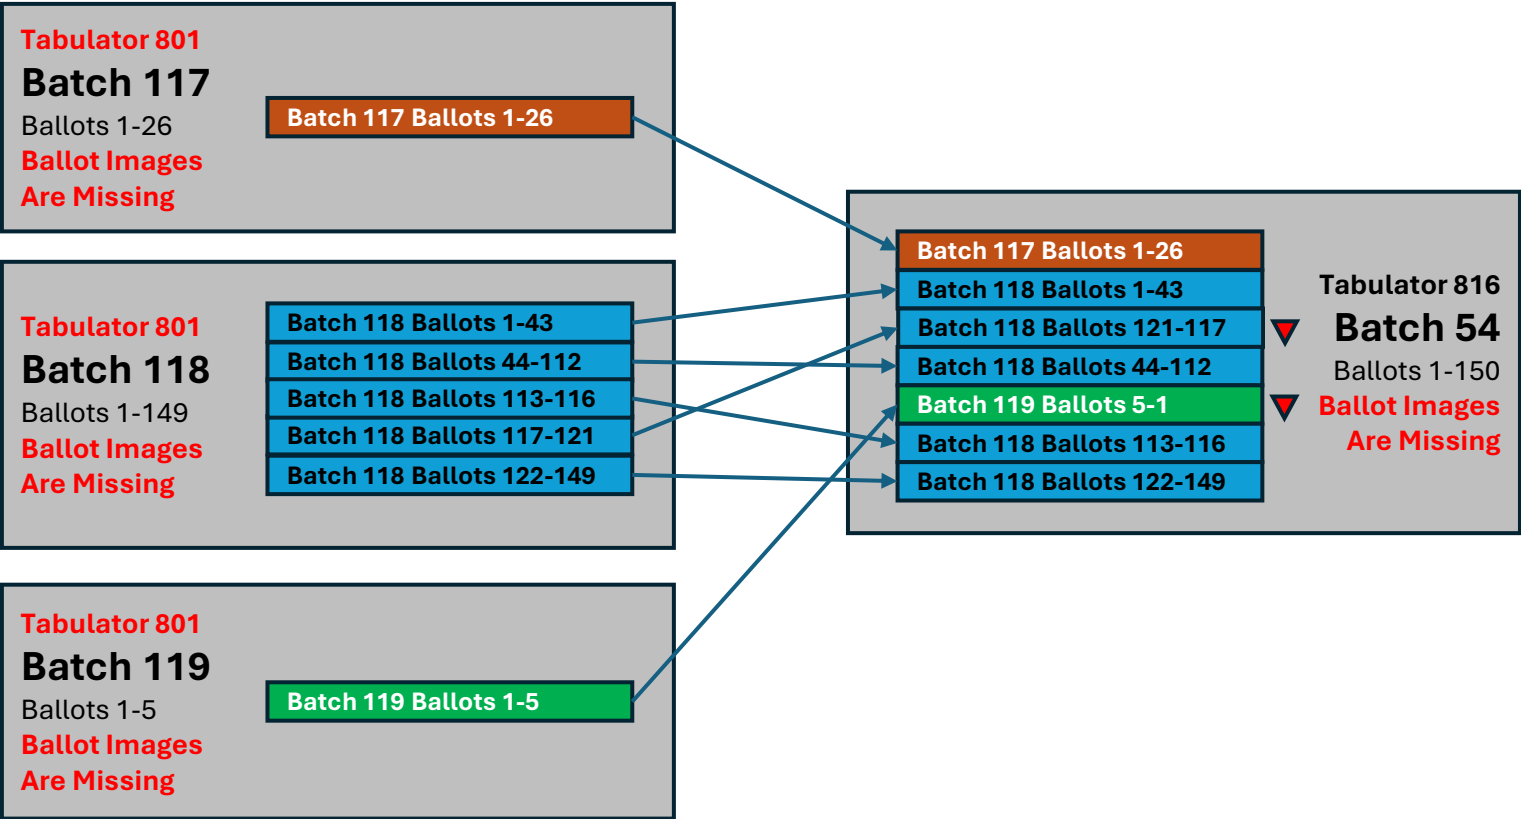 Tabulator 801
Batch 117
Ballots 1-26
Ballot Images
Are Missing
Batch 117 Ballots 1-26
Tabulator 801
Batch 118
Ballots 1-149
Ballot Images
Are Missing
Batch 118 Ballots 1-43
Batch 118 Ballots 44-112
Batch 118 Ballots 113-116
Batch 118 Ballots 117-121
Batch 118 Ballots 122-149
Tabulator 801
Batch 119
Ballots 1-5
Ballot Images
Are Missing
Batch 119 Ballots 1-5
Batch 117 Ballots 1-26
Batch 118 Ballots 1-43
Batch 118 Ballots 121-117
Batch 118 Ballots 44-112
Batch 119 Ballots 5-1
Batch 118 Ballots 113-116
Batch 118 Ballots 122-149
Tabulator 816
Batch 54
Ballots 1-150
Ballot Images
Are Missing